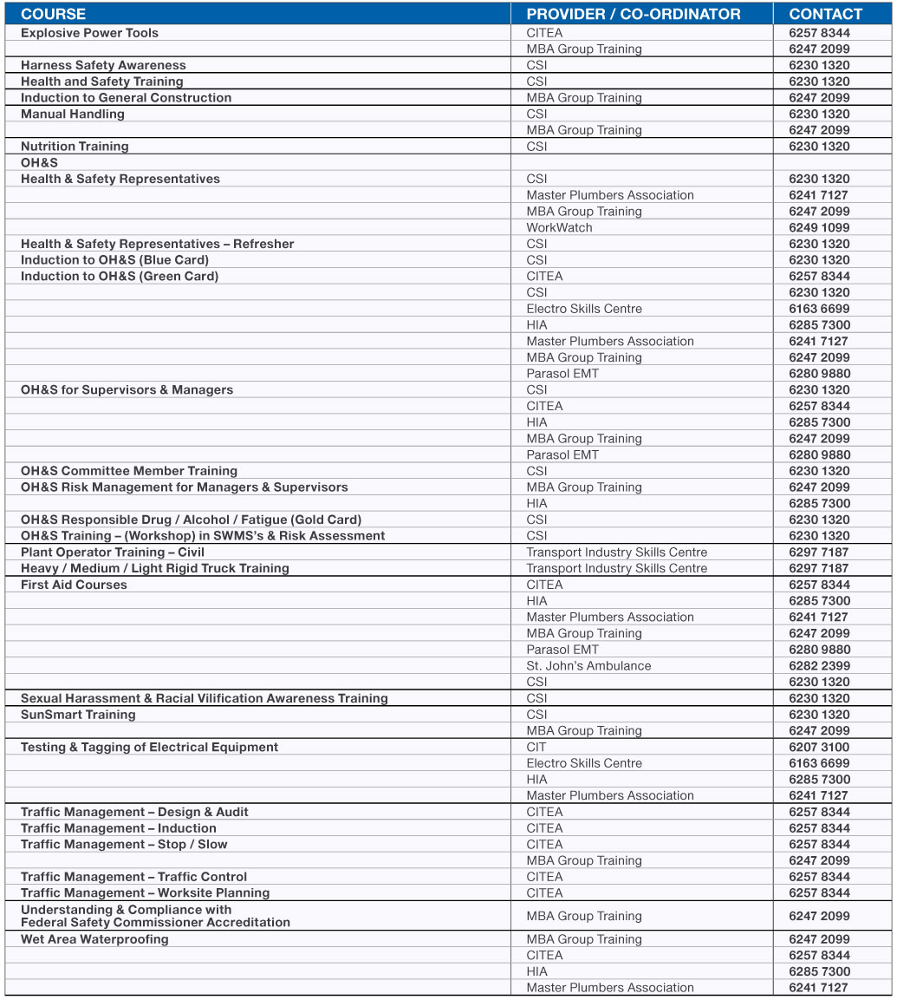 COURSE PROVIDER / CO-ORDINATOR CONTACT
Explosive Power Tools CITEA 6257 8344
MBA Group Training 6247 2099
Harness Safety Awareness CSI 6230 1320
Health and Safety Training CSI 6230 1320
Induction to General Construction MBA Group Training 6247 2099
Manual Handling CSI 6230 1320
MBA Group Training 6247 2099
Nutrition Training CSI 6230 1320
OH&S
Health & Safety Representatives CSI 6230 1320
Master Plumbers Association 6241 7127
MBA Group Training 6247 2099
WorkWatch 6249 1099
Health & Safety Representatives – Refresher CSI 6230 1320
Induction to OH&S (Blue Card) CSI 6230 1320
Induction to OH&S (Green Card) CITEA 6257 8344
CSI 6230 1320
Electro Skills Centre 6163 6699
HIA 6285 7300
Master Plumbers Association 6241 7127
MBA Group Training 6247 2099
Parasol EMT 6280 9880
OH&S for Supervisors & Managers CSI 6230 1320
CITEA 6257 8344
HIA 6285 7300
MBA Group Training 6247 2099
Parasol EMT 6280 9880
OH&S Committee Member Training CSI 6230 1320
OH&S Risk Management for Managers & Supervisors MBA Group Training 6247 2099
HIA 6285 7300
OH&S Responsible Drug / Alcohol / Fatigue (Gold Card) CSI 6230 1320
OH&S Training – (Workshop) in SWMS's & Risk Assessment CSI 6230 1320
Plant Operator Training – Civil Transport Industry Skills Centre 6297 7187
Heavy / Medium / Light Rigid Truck Training Transport Industry Skills Centre 6297 7187
First Aid Courses CITEA 6257 8344
HIA 6285 7300
Master Plumbers Association 6241 7127
MBA Group Training 6247 2099
Parasol EMT 6280 9880
St. John's Ambulance 6282 2399
CSI 6230 1320
Sexual Harassment & Racial Vilification Awareness Training CSI 6230 1320
SunSmart Training CSI 6230 1320
MBA Group Training 6247 2099
Testing & Tagging of Electrical Equipment CIT 6207 3100
Electro Skills Centre 6163 6699
HIA 6285 7300
Master Plumbers Association 6241 7127
Traffic Management – Design & Audit CITEA 6257 8344
Traffic Management – Induction CITEA 6257 8344
Traffic Management – Stop / Slow CITEA 6257 8344
MBA Group Training 6247 2099
Traffic Management – Traffic Control CITEA 6257 8344
Traffic Management – Worksite Planning CITEA 6257 8344
Understanding & Compliance with
Federal Safety Commissioner Accreditation MBA Group Training 6247 2099
Wet Area Waterproofing MBA Group Training 6247 2099
CITEA 6257 8344
HIA 6285 7300
Master Plumbers Association 6241 7127